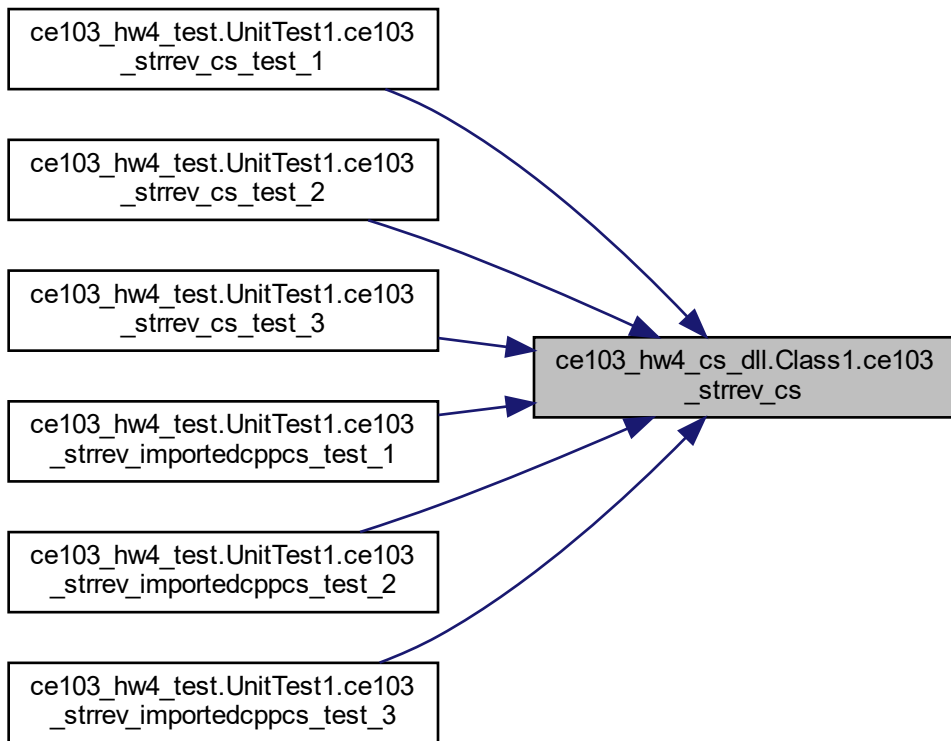 ce103_hw4_test.UnitTest1.ce103
_strrev_cs_test_1
ce103_hw4_test.UnitTest1.ce103
_strrev_cs_test_2
ce103_hw4_test.UnitTest1.ce103
_strrev_cs_test_3
ce103_hw4_cs_dll.Class1.ce103
_strrev_cs
ce103_hw4_test.UnitTest1.ce103
_strrev_importedcppcs_test_1
ce103_hw4_test.UnitTest1.ce103
_strrev_importedcppcs_test_2
ce103_hw4_test.UnitTest1.ce103
_strrev_importedcppcs_test_3